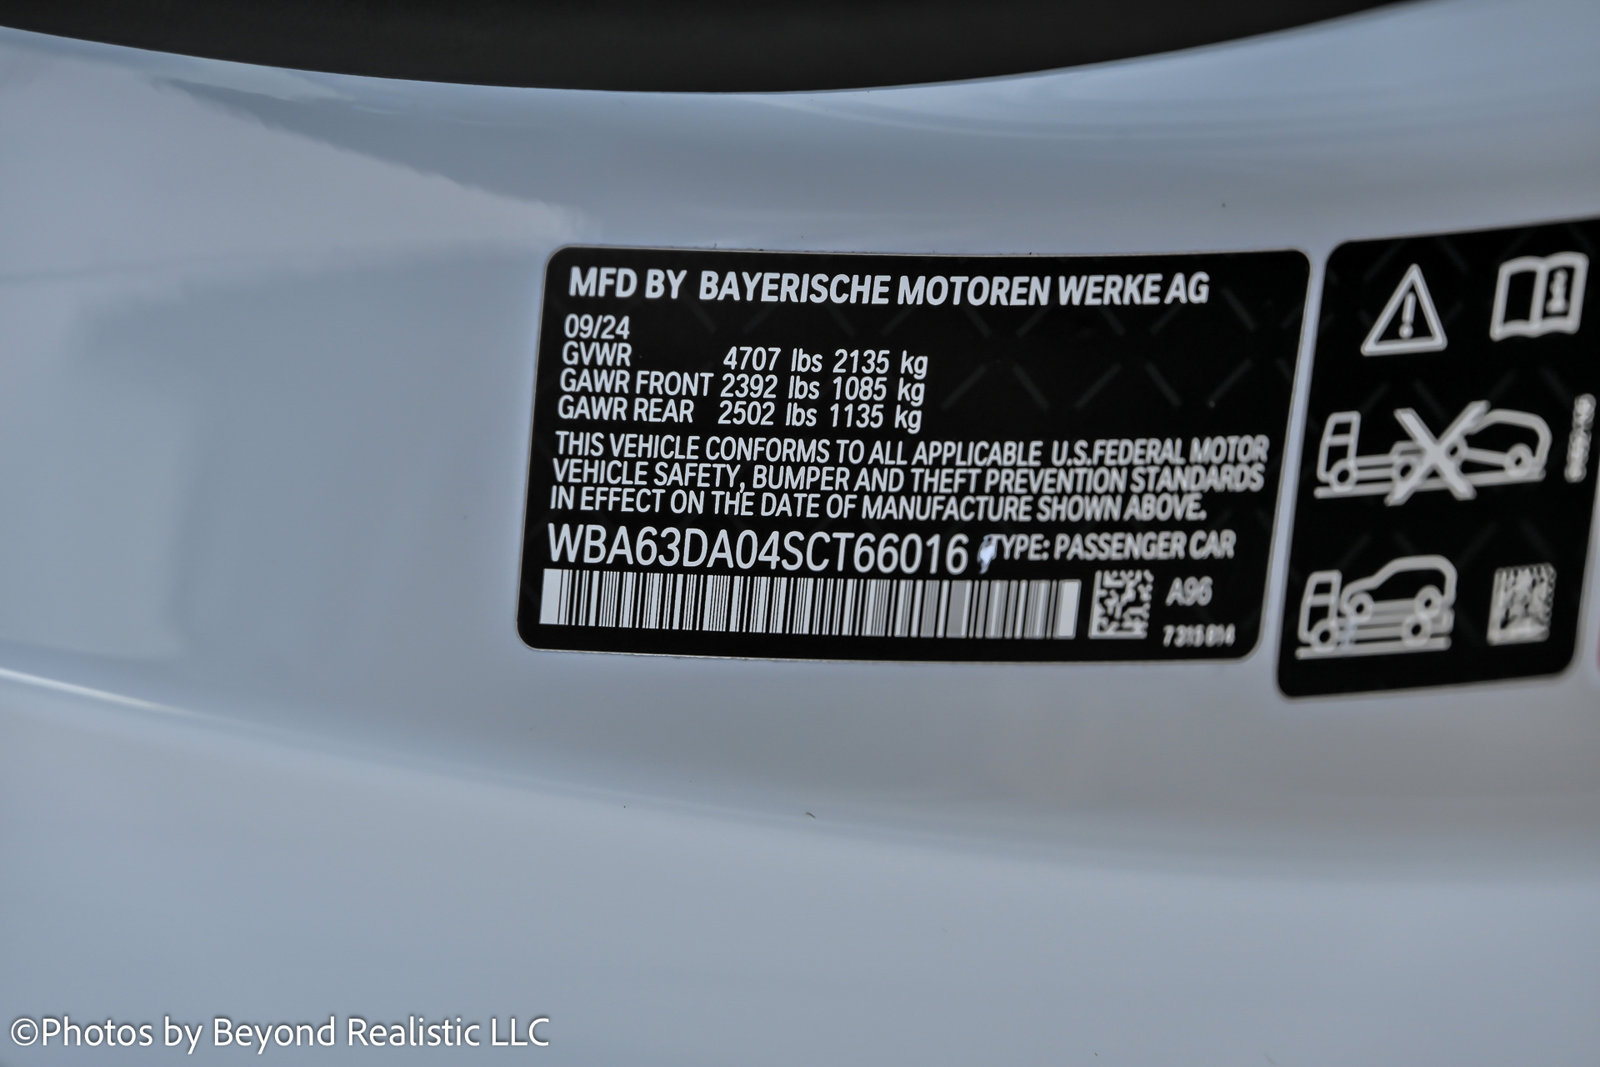 MFD BY BAYERISCHE MOTOREN WERKE AG
09/24
GVWR 4707 lbs 2135 kg
GAWR FRONT 2392 lbs 1085 kg
GAWR REAR 2502 lbs 1135 kg
THIS VEHICLE CONFORMS TO ALL APPLICABLE U.S.FEDERAL MOTOR
VEHICLE SAFETY, BUMPER AND THEFT PREVENTION STANDARDS
IN EFFECT ON THE DATE OF MANUFACTURE SHOWN ABOVE.
WBA63DA04SCT66016 TYPE: PASSENGER CAR
A96
7 315 014
©Photos by Beyond Realistic LLC